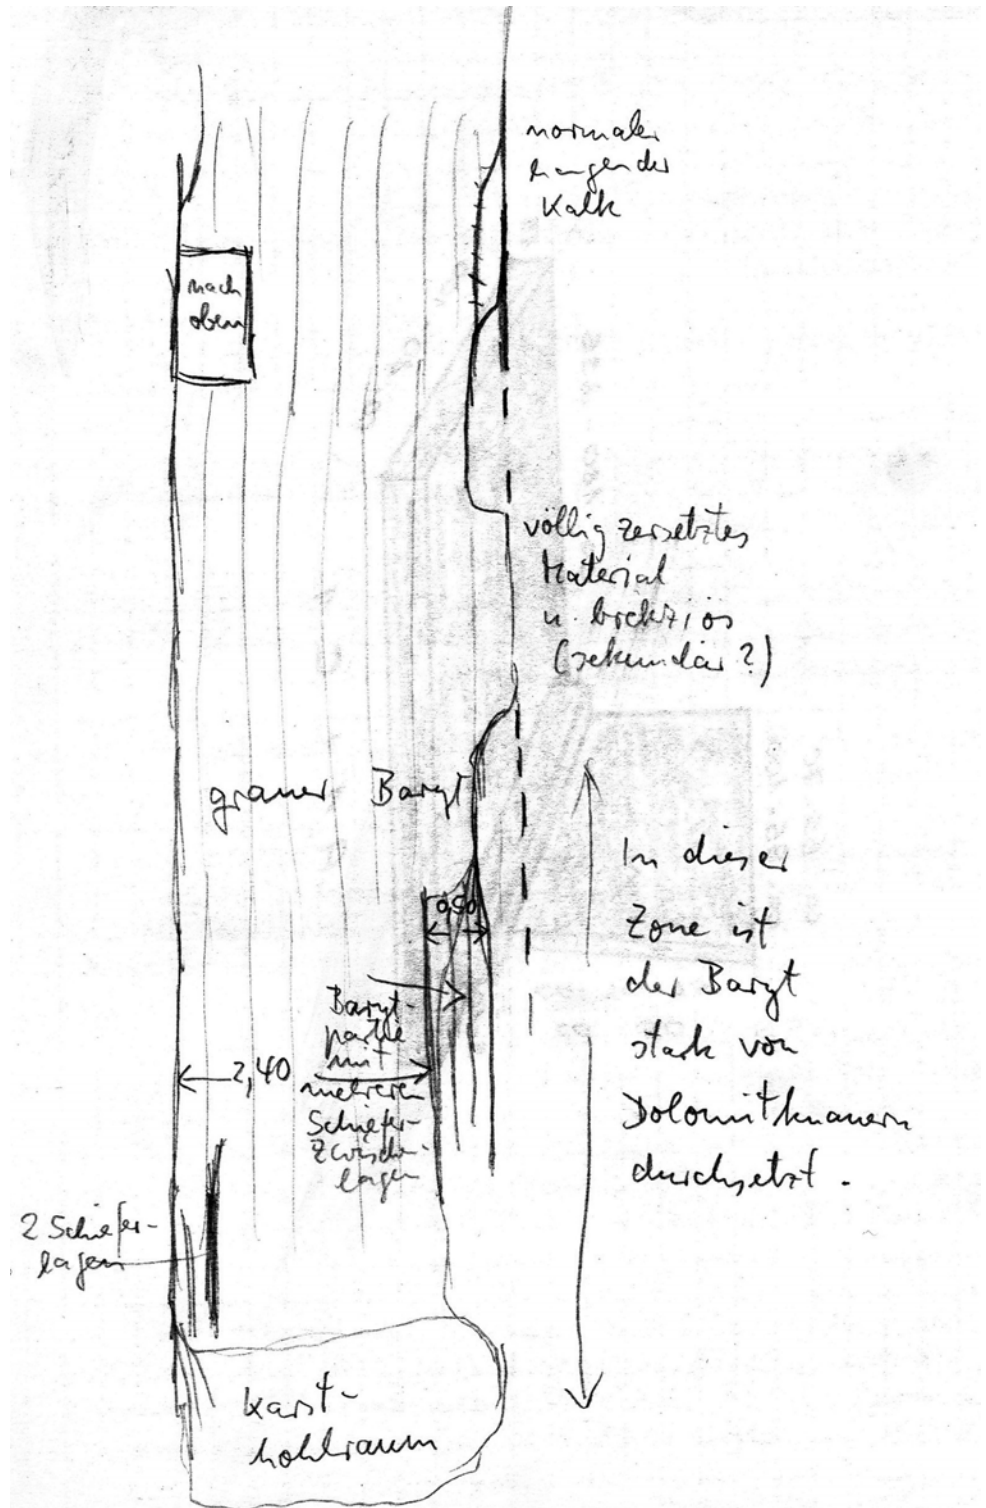 normaler
hangender
Kalk
nach
oben
völlig zersetztes
Material
u. brekziös
(sekundär?)
grauer Baryt
0,50
In dieser
Zone ist
der Baryt
stark von
Dolomitknauern
durchsetzt.
Baryt-
partie
mit
mehreren
Schiefer-
Zwischen-
lagen
2,40
2 Schiefer-
lagen
Karst-
hohlraum